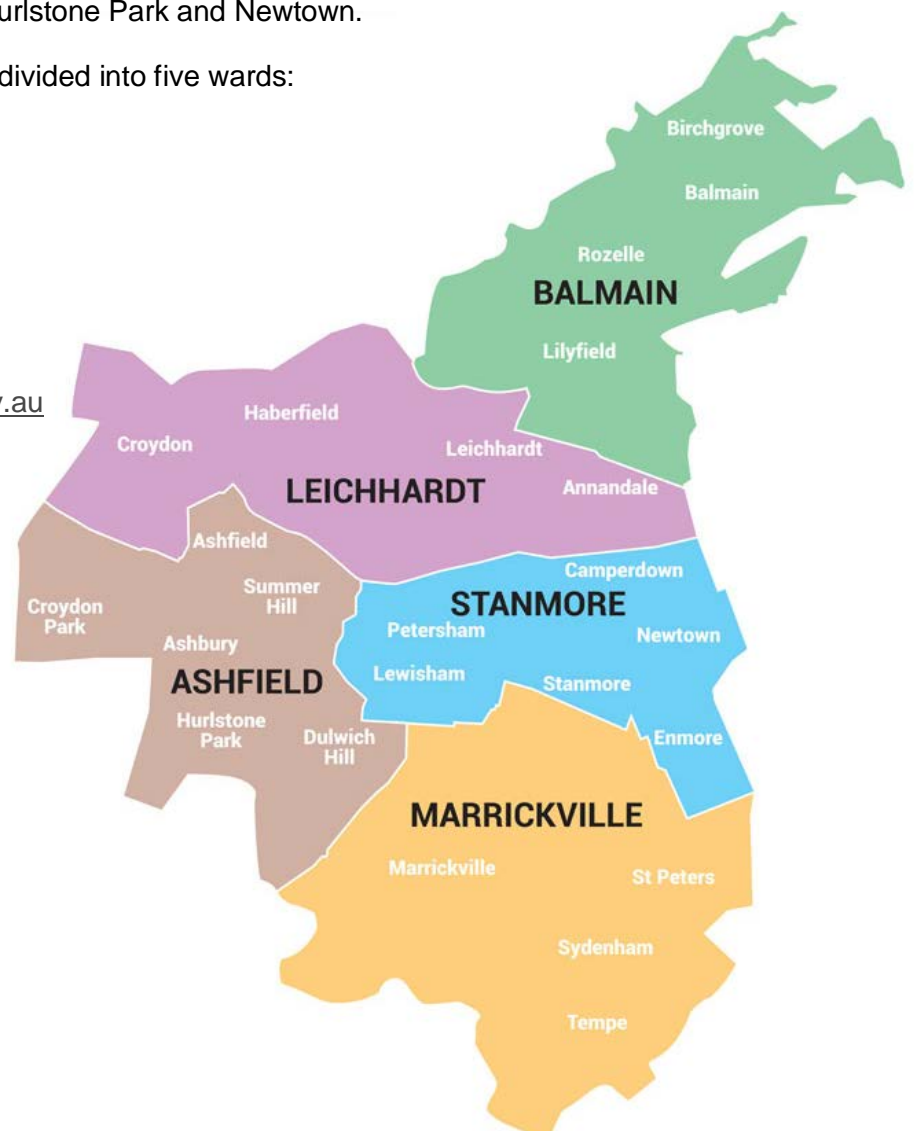 urlstone Park and Newtown.
divided into five wards:
v.au
Birchgrove
Balmain
Rozelle
BALMAIN
Lilyfield
Haberfield
Croydon
Leichhardt
LEICHHARDT
Annandale
Ashfield
Summer
Hill
Croydon
Park
Ashbury
ASHFIELD
Hurlstone
Park
Dulwich
Hill
Camperdown
STANMORE
Petersham
Newtown
Lewisham
Stanmore
Enmore
MARRICKVILLE
Marrickville
St Peters
Sydenham
Tempe